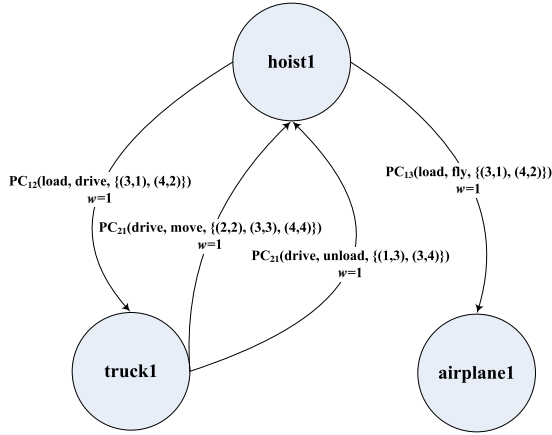 hoist1
PC₁₂(load, drive, {(3,1), (4,2)})
w=1
PC₁₃(load, fly, {(3,1), (4,2)})
w=1
PC₂₁(drive, move, {(2,2), (3,3), (4,4)})
w=1
PC₂₁(drive, unload, {(1,3), (3,4)})
w=1
truck1
airplane1